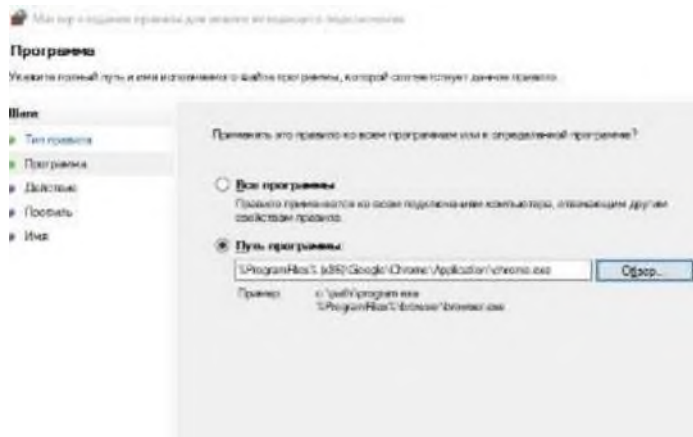 Мастер создания правила для нового исходящего подключения
Программа
Укажите полный путь и имя исполняемого файла программы, которой соответствует данное правило.
Шаги
Тип правила
Программа
Действие
Профиль
Имя
Применять это правило ко всем программам или к определенной программе?
Все программы
Правило применяется ко всем подключениям компьютера, отвечающим другим
свойствам правила.
Путь программы:
%ProgramFiles% (x86)\Google\Chrome\Application\chrome.exe
Обзор...
Пример:
c:\path\program.exe
%ProgramFiles%\browser\browser.exe